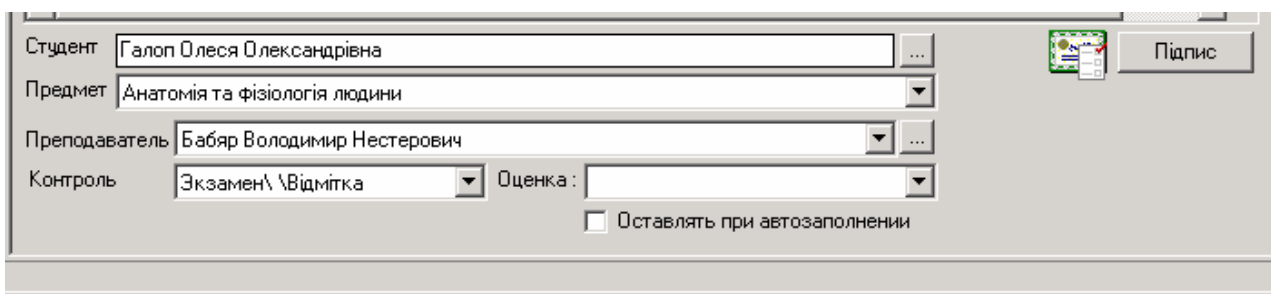 Студент Галоп Олеся Олександрівна ... Підпис
Предмет Анатомія та фізіологія людини
Преподаватель Бабяр Володимир Нестерович ...
Контроль Экзамен\ \Відмітка Оценка :
Оставлять при автозаполнении